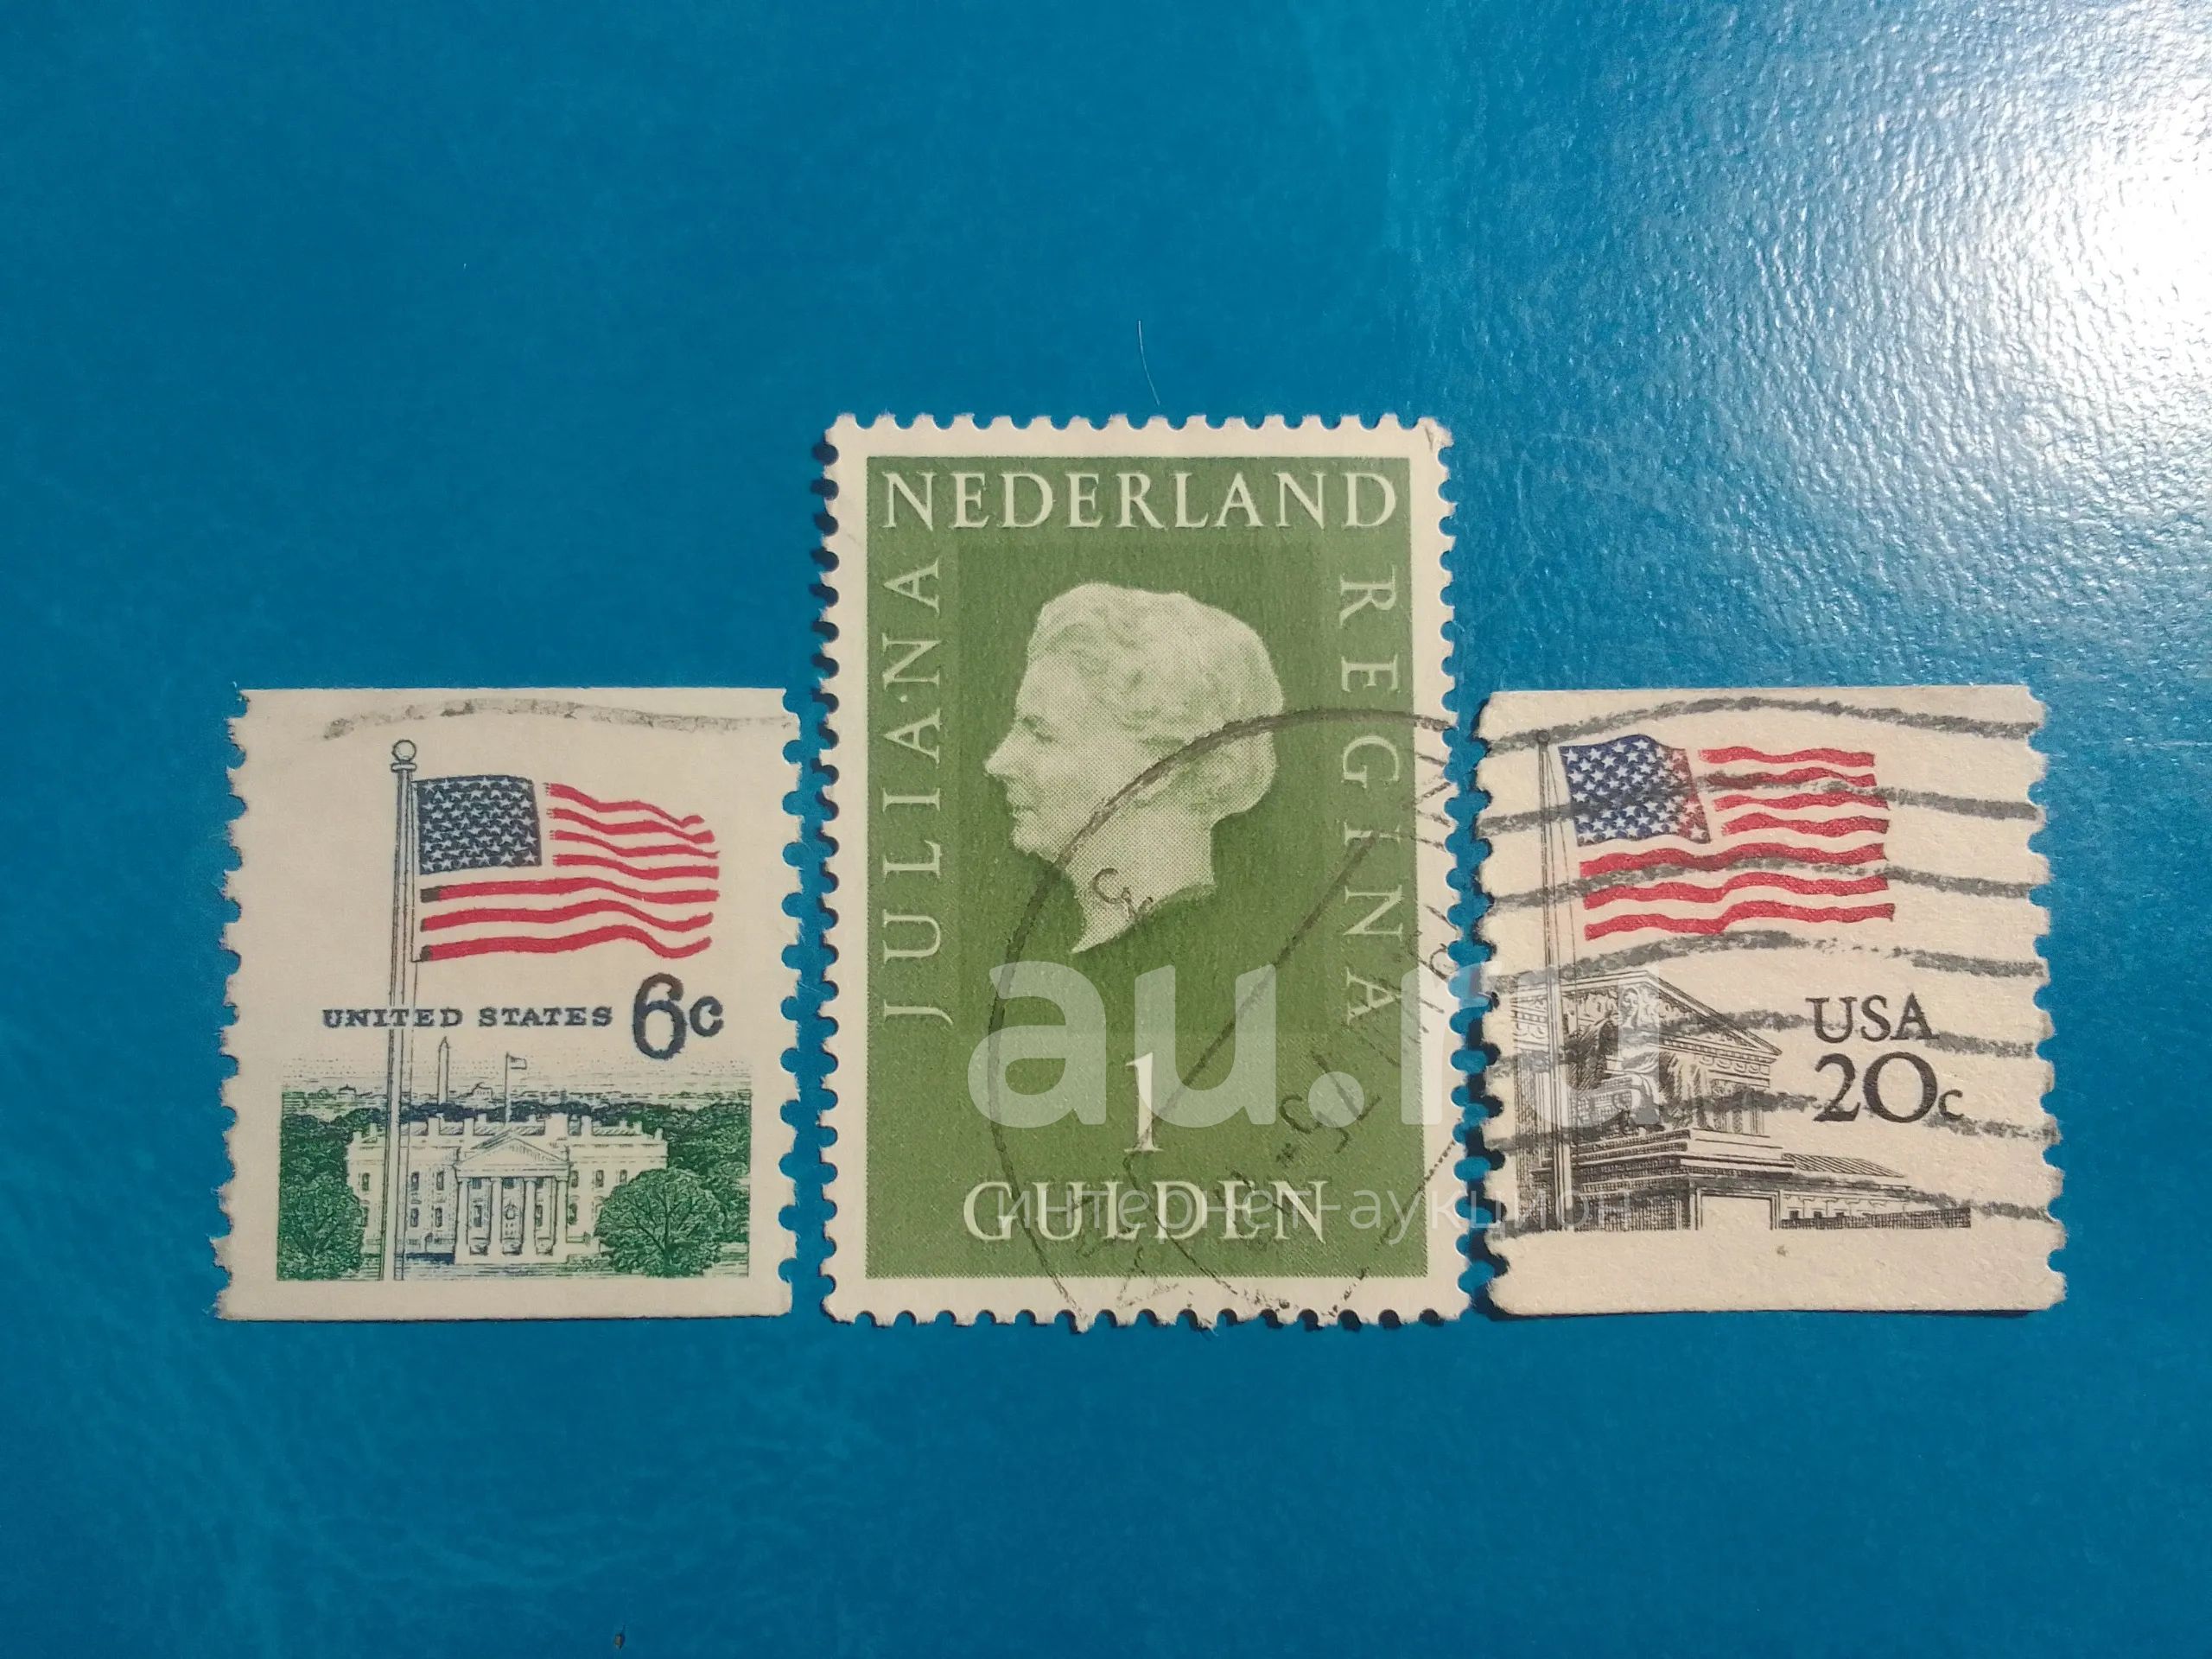 UNITED STATES 6c
NEDERLAND
JULIANA
REGINA
1
GULDEN
USA
20c
au.ru
интернет-аукцион